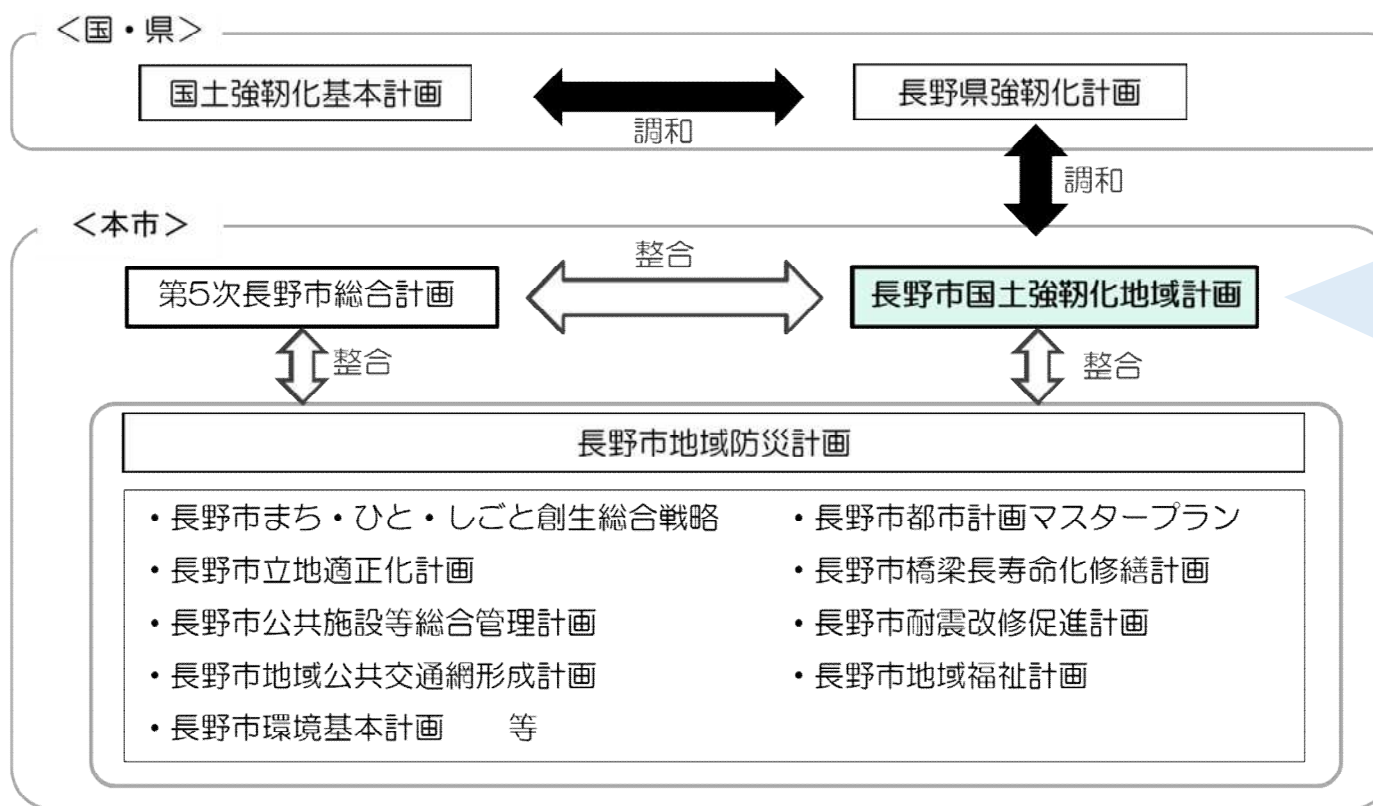 ＜国・県＞
国土強靱化基本計画
長野県強靱化計画
調和
調和
＜本市＞
整合
第5次長野市総合計画
長野市国土強靱化地域計画
整合
整合
長野市地域防災計画
・長野市まち・ひと・しごと創生総合戦略
・長野市都市計画マスタープラン
・長野市立地適正化計画
・長野市橋梁長寿命化修繕計画
・長野市公共施設等総合管理計画
・長野市耐震改修促進計画
・長野市地域公共交通網形成計画
・長野市地域福祉計画
・長野市環境基本計画　　等